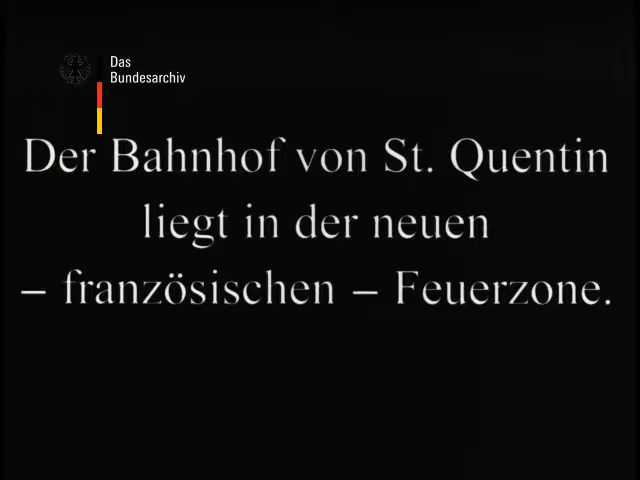 Das
Bundesarchiv
Der Bahnhof von St. Quentin
liegt in der neuen
– französischen – Feuerzone.